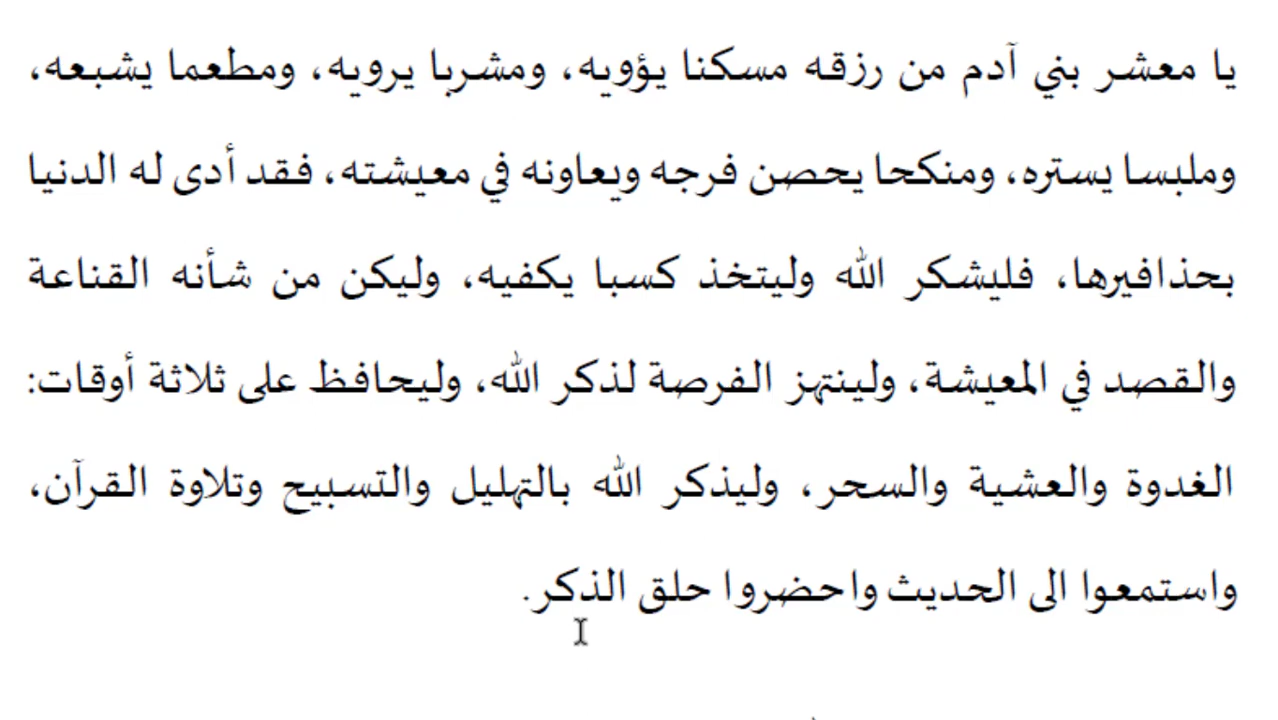 يا معشر بني آدم من رزقه مسكنا يؤويه، ومشربا يرويه، ومطعما يشبعه،
وملبسا يستره، ومنكحا يحصن فرجه ويعاونه في معيشته، فقد أدى له الدنيا
بحذافيرها، فليشكر الله وليتخذ كسبا يكفيه، وليكن من شأنه القناعة
والقصد في المعيشة، ولينتهز الفرصة لذكر الله، وليحافظ على ثلاثة أوقات:
الغدوة والعشية والسحر، وليذكر الله بالتهليل والتسبيح وتلاوة القرآن،
واستمعوا الى الحديث واحضروا حلق الذكر.